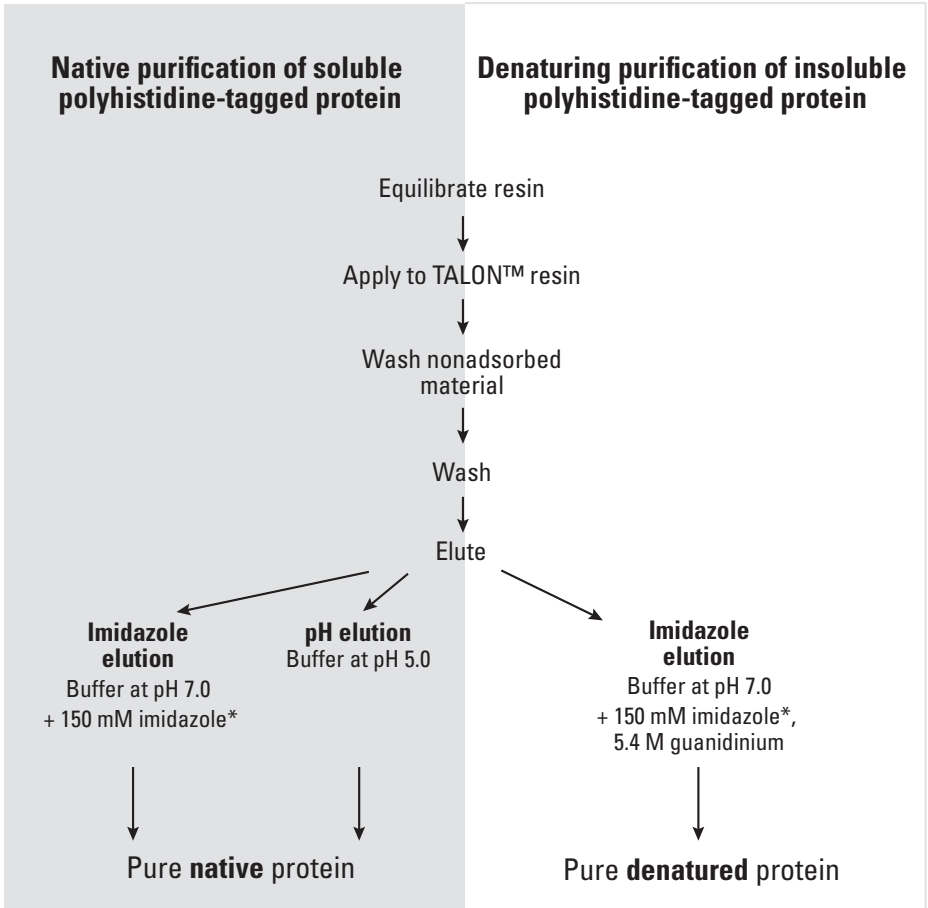 Native purification of soluble
polyhistidine-tagged protein
Denaturing purification of insoluble
polyhistidine-tagged protein
Equilibrate resin
Apply to TALON™ resin
Wash nonadsorbed
material
Wash
Elute
Imidazole
elution
Buffer at pH 7.0
+ 150 mM imidazole*
pH elution
Buffer at pH 5.0
Imidazole
elution
Buffer at pH 7.0
+ 150 mM imidazole*,
5.4 M guanidinium
Pure native protein
Pure denatured protein